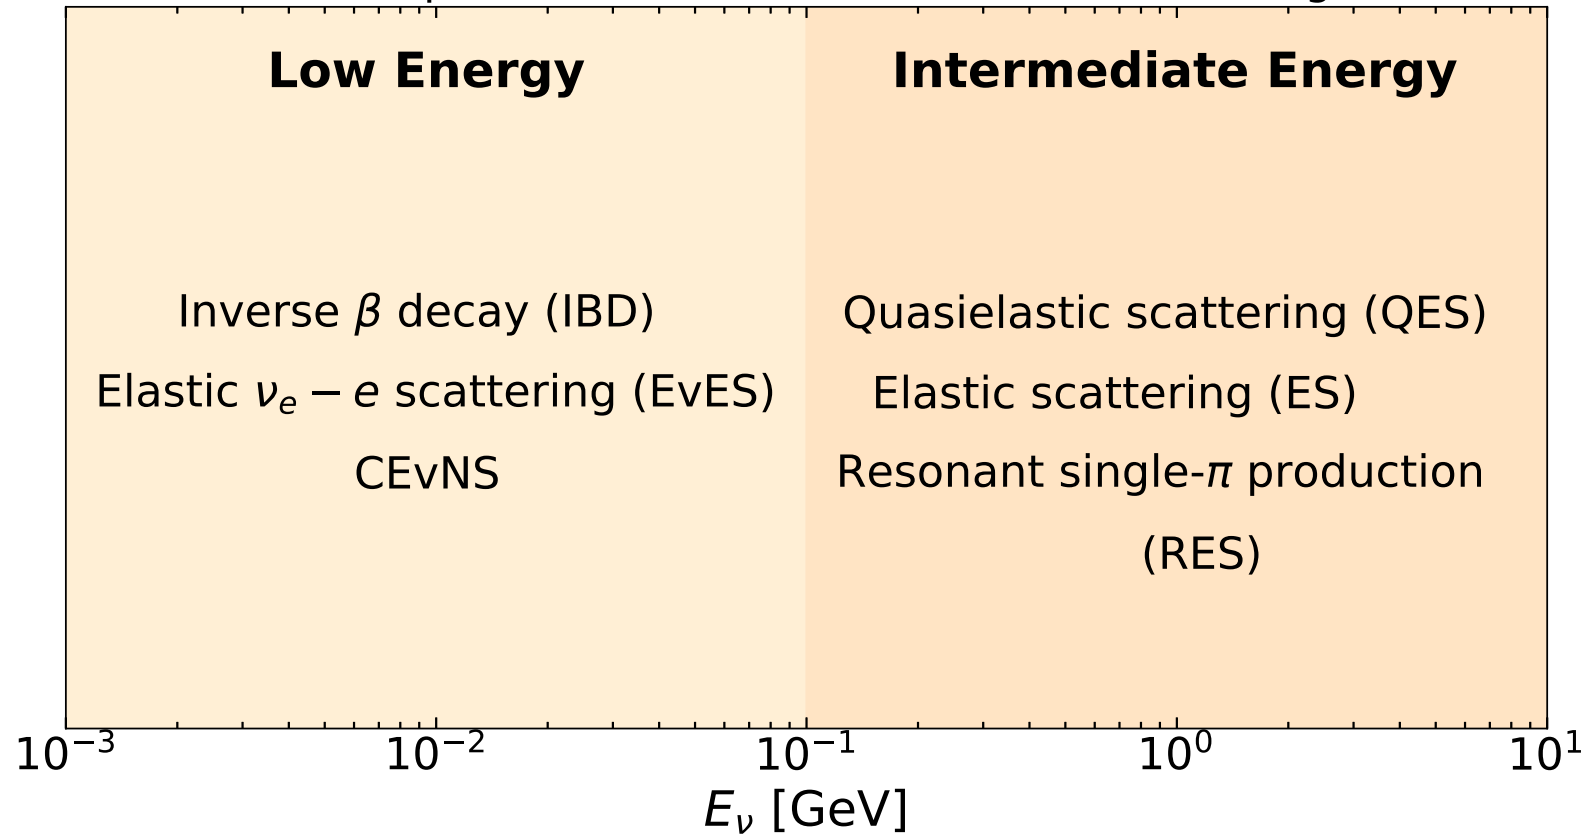 Low Energy
Intermediate Energy
Inverse β decay (IBD)
Quasielastic scattering (QES)
Elastic νₑ − e scattering (EvES)
Elastic scattering (ES)
CEvNS
Resonant single-π production
(RES)
10⁻³
10⁻²
10⁻¹
10⁰
10¹
E_ν [GeV]